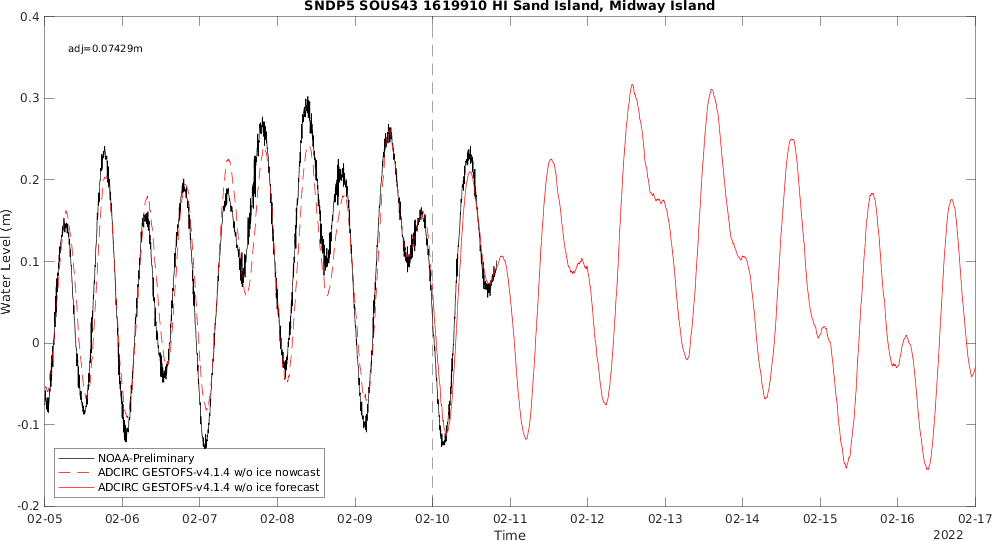 SNDP5 SOUS43 1619910 HI Sand Island, Midway Island
0.4
adj=0.07429m
0.3
0.2
0.1
0
-0.1
-0.2
Water Level (m)
NOAA-Preliminary
ADCIRC GESTOFS-v4.1.4 w/o ice nowcast
ADCIRC GESTOFS-v4.1.4 w/o ice forecast
02-05 02-06 02-07 02-08 02-09 02-10 02-11 02-12 02-13 02-14 02-15 02-16 02-17
Time
2022